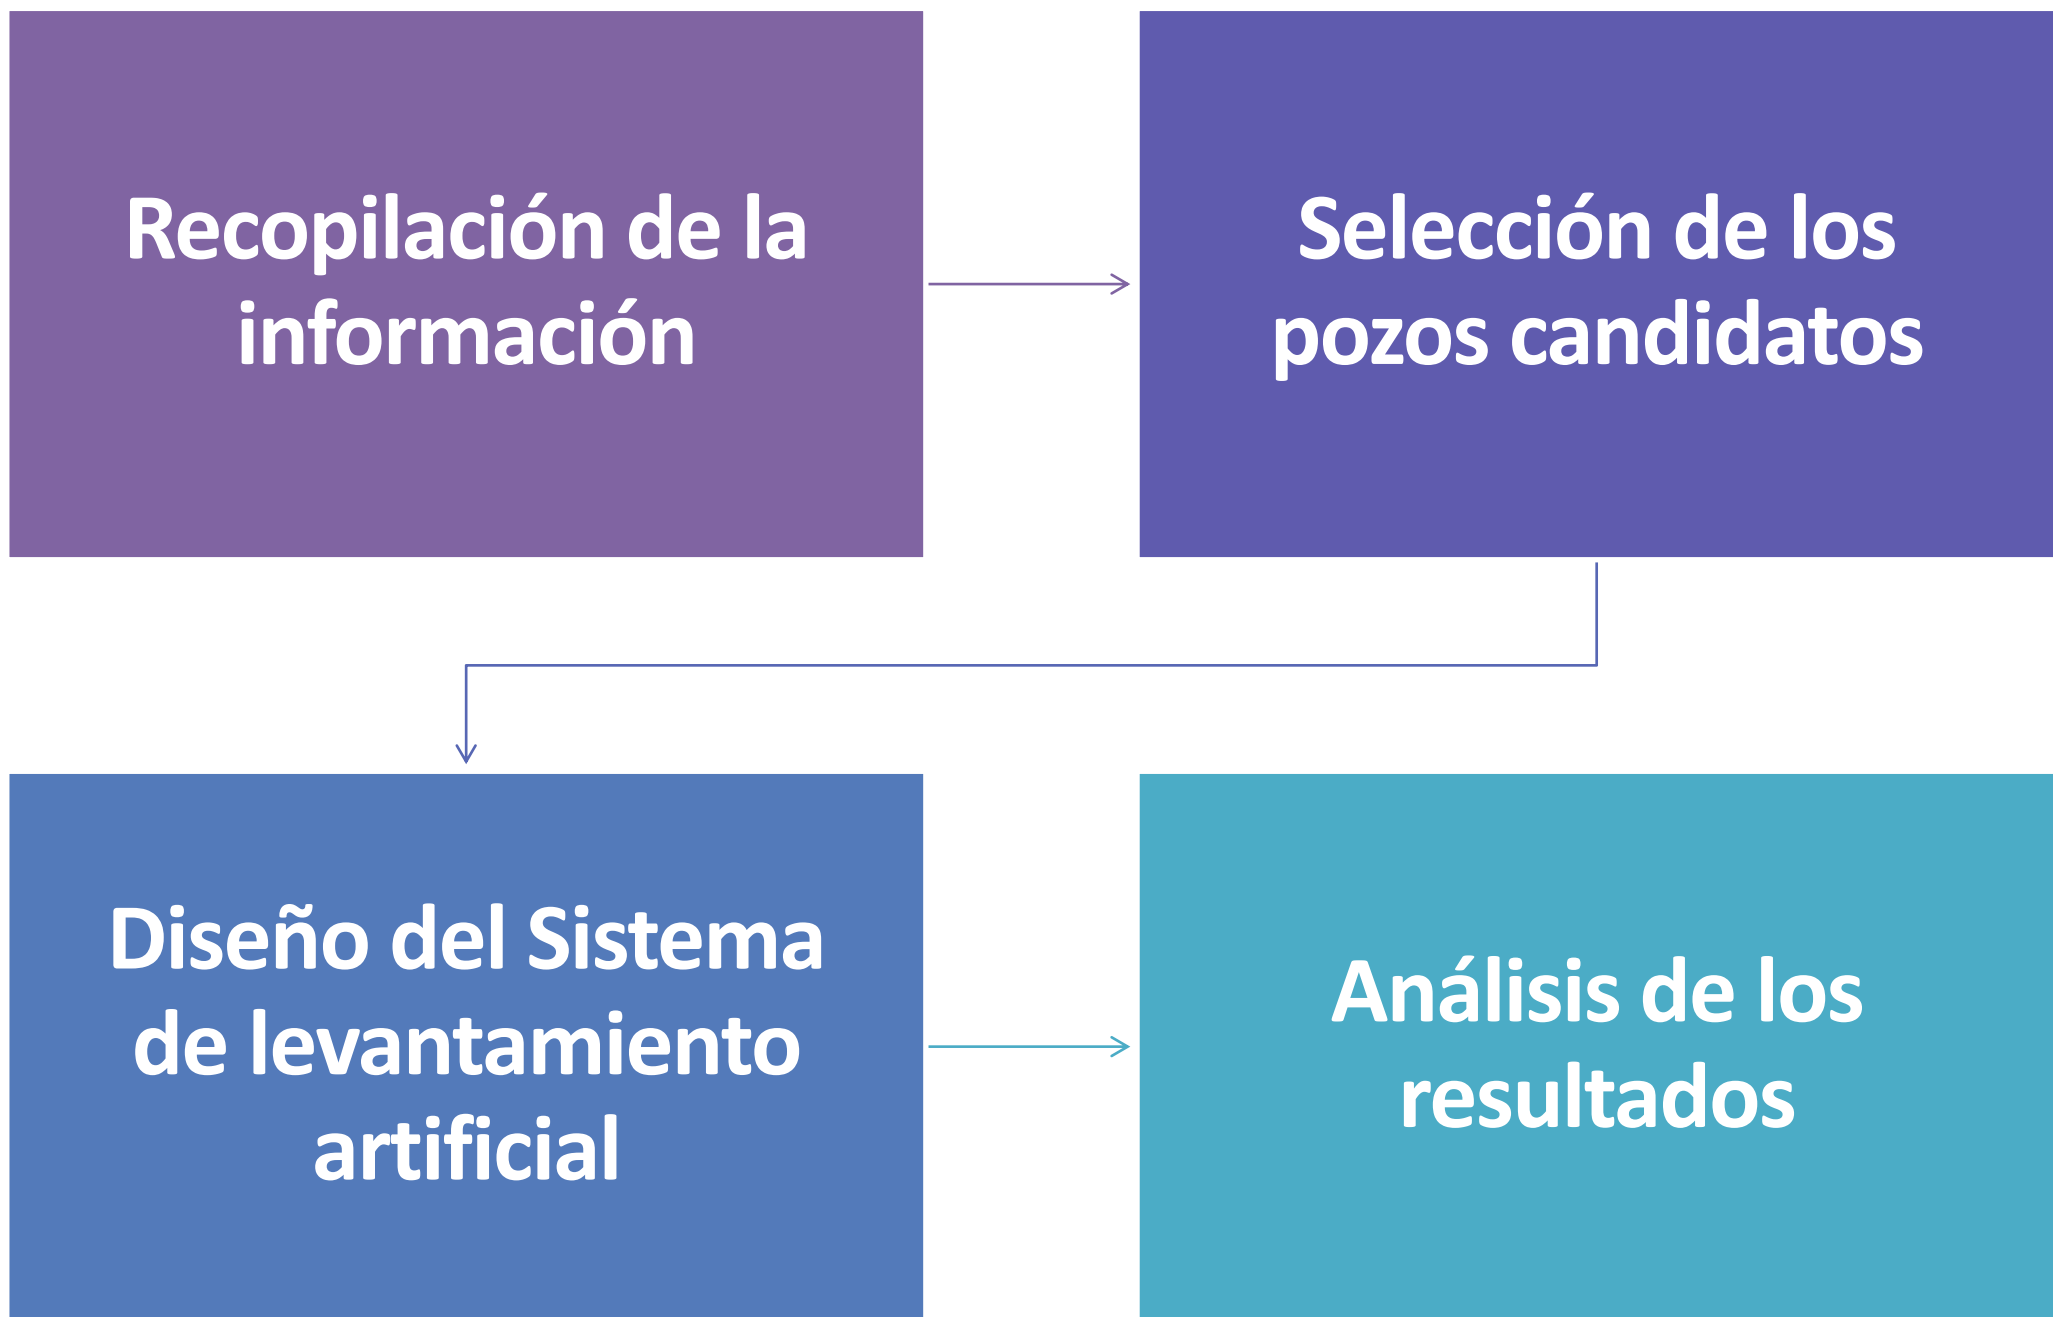 Recopilación de la
información
Selección de los
pozos candidatos
Diseño del Sistema
de levantamiento
artificial
Análisis de los
resultados